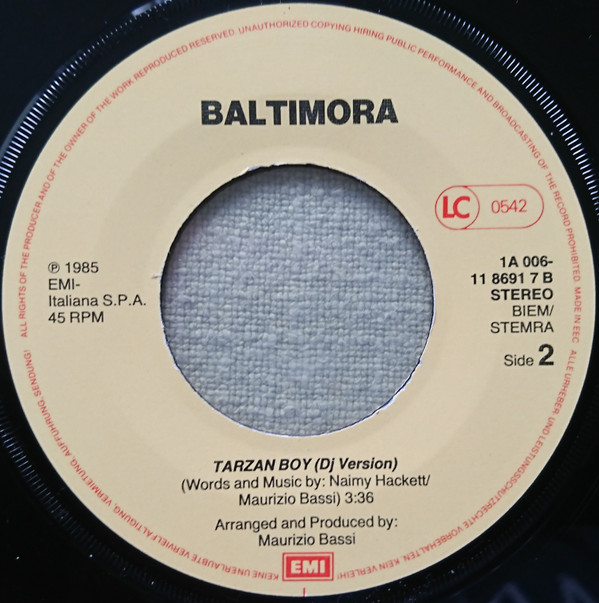 BALTIMORA
LC 0542
℗ 1985
EMI-
Italiana S.P.A.
45 RPM
1A 006-
11 8691 7 B
STEREO
BIEM/
STEMRA
Side 2
TARZAN BOY (Dj Version)
(Words and Music by: Naimy Hackett/
Maurizio Bassi) 3:36
Arranged and Produced by:
Maurizio Bassi
EMI
ALL RIGHTS OF THE PRODUCER AND OF THE OWNER OF THE WORK REPRODUCED RESERVED. UNAUTHORIZED COPYING HIRING PUBLIC PERFORMANCE AND BROADCASTING OF THE RECORD PROHIBITED. MADE IN EEC
ALLE URHEBER UND LEISTUNGSSCHUTZRECHTE VORBEHALTEN. KEIN VERLEIH! KEINE UNERLAUBTE VERVIELFÄLTIGUNG, VERMIETUNG, AUFFÜHRUNG, SENDUNG!